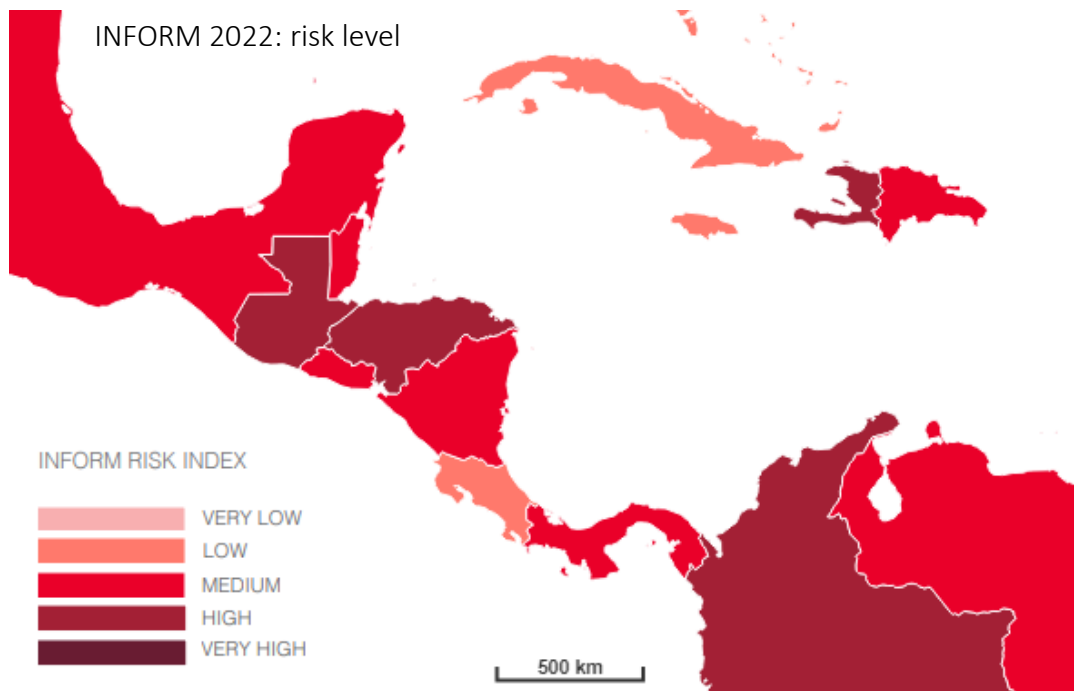 INFORM 2022: risk level
INFORM RISK INDEX
VERY LOW
LOW
MEDIUM
HIGH
VERY HIGH
500 km